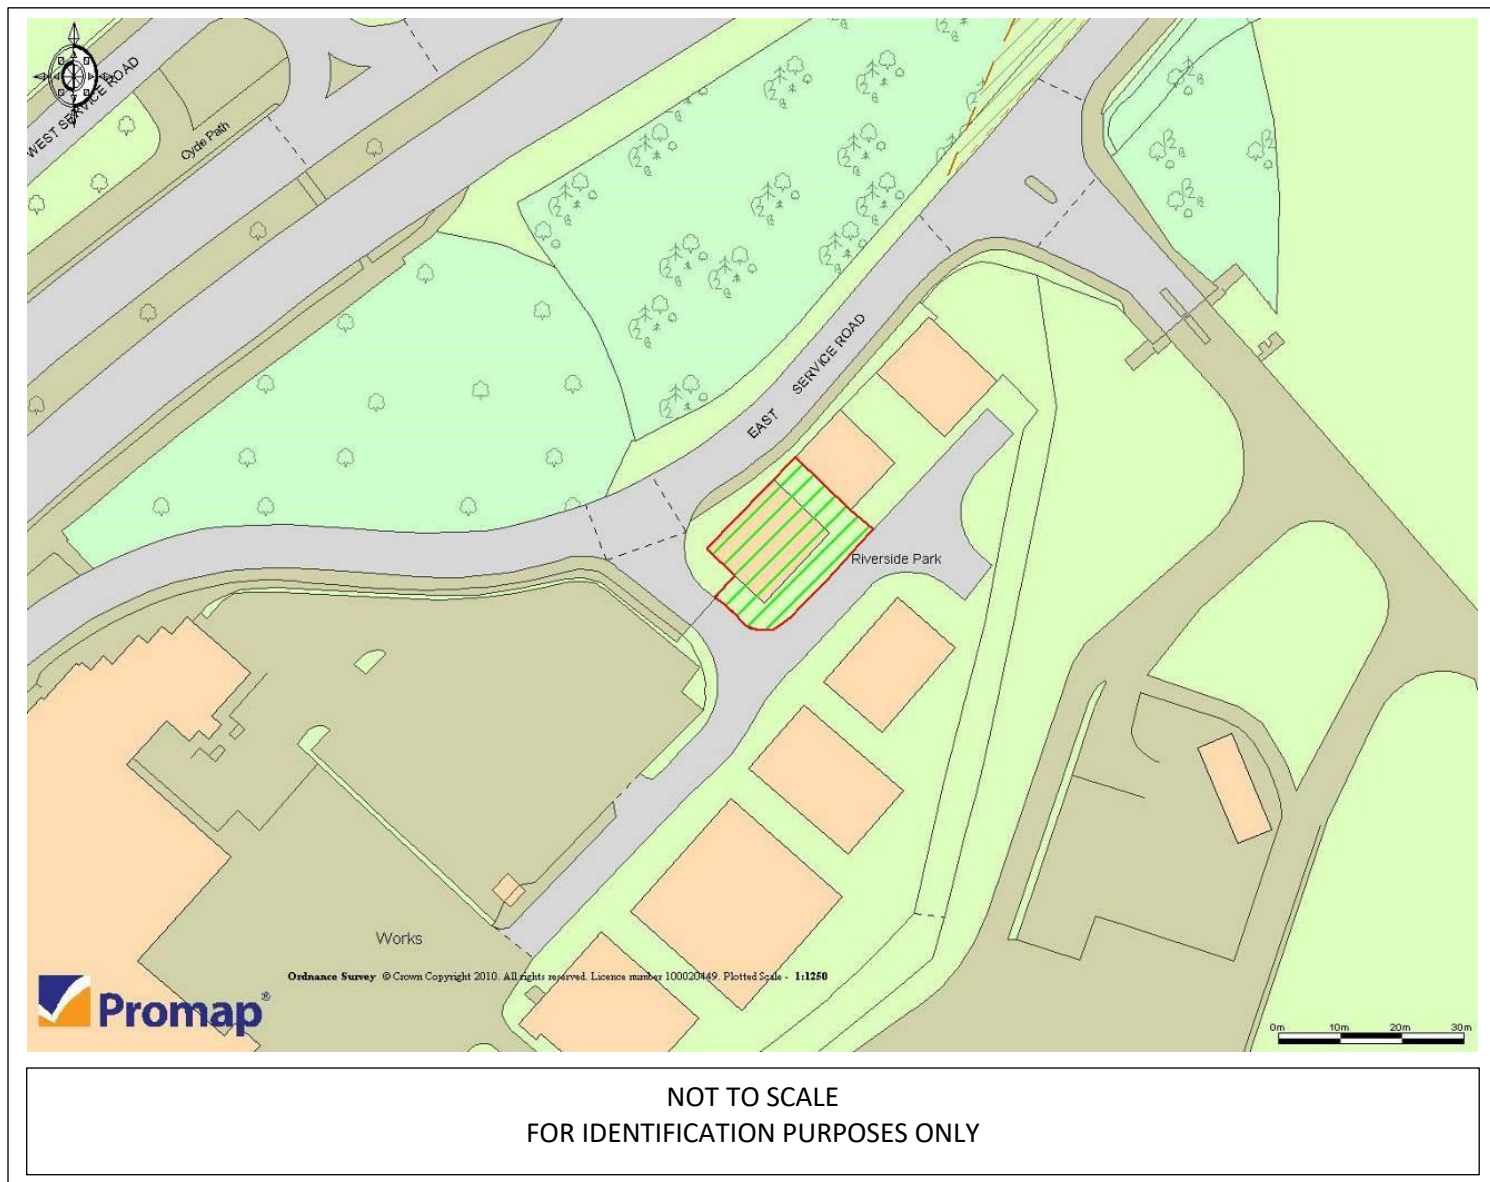 WEST SERVICE ROAD
Cycle Path
EAST SERVICE ROAD
Riverside Park
Works
Ordnance Survey © Crown Copyright 2010. All rights reserved. Licence number 100020449. Plotted Scale - 1:1250
Promap®
0m 10m 20m 30m
NOT TO SCALE
FOR IDENTIFICATION PURPOSES ONLY